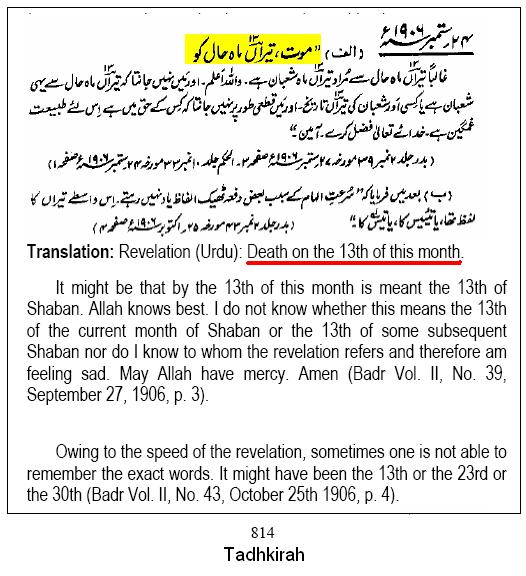 ۲۴؍ستمبر ۱۹۰۶ء (الف) "موت، تیراں۱۳ ماہ حال کو
غالباً تیراں۱۳ ماہ حال سے مراد تیراں۱۳ ماہ شعبان ہے۔ واللہ اعلم۔ اور میں نہیں جانتا کہ تیراں۱۳ ماہ حال سے یہی
شعبان ہے یا کسی اور شعبان کی تیراں۱۳ تاریخ۔ اور میں قطعی طور پر نہیں جانتا کہ کس کے حق میں ہے اس لئے طبیعت
غمگین ہے۔ خدائے تعالیٰ فضل کرے۔ آمین۔"
(بدر جلد ۲ نمبر ۳۹ مورخہ ۲۷ ستمبر ۱۹۰۶ء صفحہ ۳۔ الحکم جلد ۱۰ نمبر ۳۳ مورخہ ۲۴ ستمبر ۱۹۰۶ء صفحہ ۱)
(ب) بعد میں فرمایا کہ "سرعتِ الہام کے سبب بعض دفعہ ٹھیک الفاظ یاد نہیں رہتے۔ اس واسطے تیراں کا
لفظ تھا، یا تئیس کا، یا تیس کا۔" (بدر جلد ۲ نمبر ۴۳ مورخہ ۲۵ اکتوبر ۱۹۰۶ء صفحہ ۴)
Translation: Revelation (Urdu): Death on the 13th of this month.
It might be that by the 13th of this month is meant the 13th of
Shaban. Allah knows best. I do not know whether this means the 13th
of the current month of Shaban or the 13th of some subsequent
Shaban nor do I know to whom the revelation refers and therefore am
feeling sad. May Allah have mercy. Amen (Badr Vol. II, No. 39,
September 27, 1906, p. 3).
Owing to the speed of the revelation, sometimes one is not able to
remember the exact words. It might have been the 13th or the 23rd or
the 30th (Badr Vol. II, No. 43, October 25th 1906, p. 4).
814
Tadhkirah